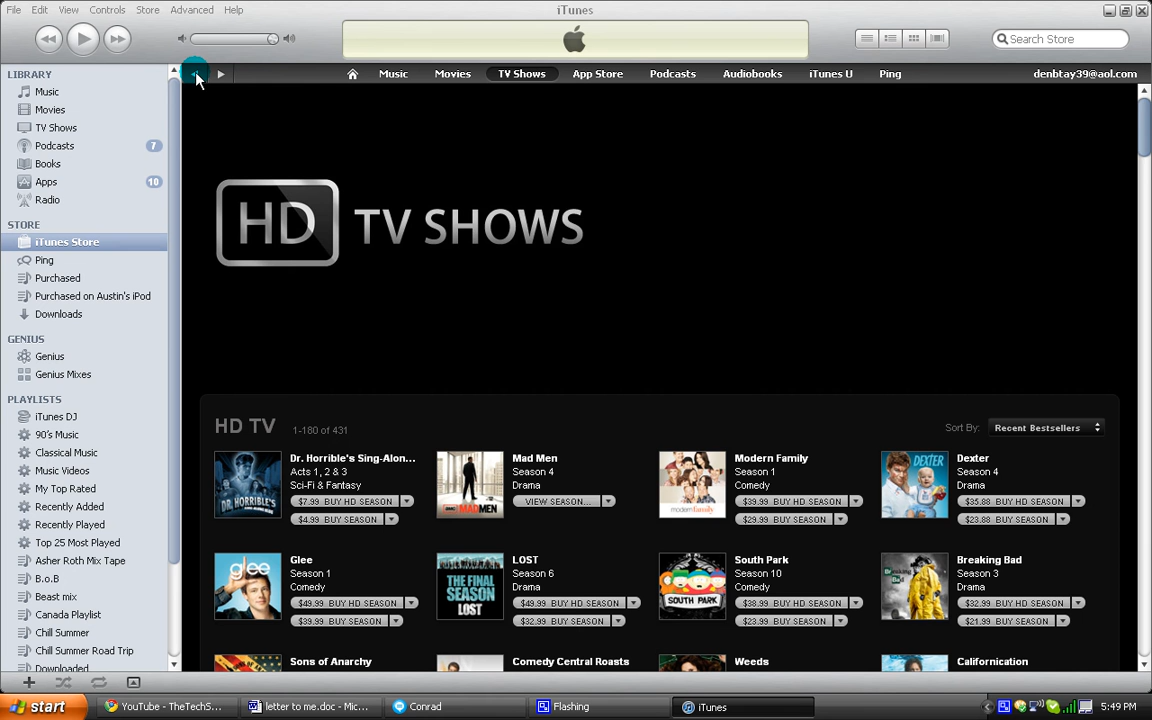 File Edit View Controls Store Advanced Help
iTunes
Search Store
LIBRARY
Music
Movies
TV Shows
Podcasts 7
Books
Apps 10
Radio
STORE
iTunes Store
Ping
Purchased
Purchased on Austin's iPod
Downloads
GENIUS
Genius
Genius Mixes
PLAYLISTS
iTunes DJ
90's Music
Classical Music
Music Videos
My Top Rated
Recently Added
Recently Played
Top 25 Most Played
Asher Roth Mix Tape
B.o.B
Beast mix
Canada Playlist
Chill Summer
Chill Summer Road Trip
Downloaded
Music Movies TV Shows App Store Podcasts Audiobooks iTunes U Ping denbtay39@aol.com
HD TV SHOWS
HD TV 1-180 of 431 Sort By: Recent Bestsellers
Dr. Horrible's Sing-Alon...
Acts 1, 2 & 3
Sci-Fi & Fantasy
$7.99 BUY HD SEASON
$4.99 BUY SEASON
Mad Men
Season 4
Drama
VIEW SEASON...
Modern Family
Season 1
Comedy
$39.99 BUY HD SEASON
$29.99 BUY SEASON
DEXTER
Dexter
Season 4
Drama
$35.88 BUY HD SEASON
$23.88 BUY SEASON
glee
Glee
Season 1
Comedy
$49.99 BUY HD SEASON
$39.99 BUY SEASON
THE FINAL
SEASON
LOST
LOST
Season 6
Drama
$49.99 BUY HD SEASON
$32.99 BUY SEASON
SOUTH PARK
South Park
Season 10
Comedy
$38.99 BUY HD SEASON
$23.99 BUY SEASON
Breaking Bad
Season 3
Drama
$32.99 BUY HD SEASON
$21.99 BUY SEASON
Sons of Anarchy
Comedy Central Roasts
Weeds
Californication
start YouTube - TheTechS... letter to me.doc - Mic... Conrad Flashing iTunes 5:49 PM